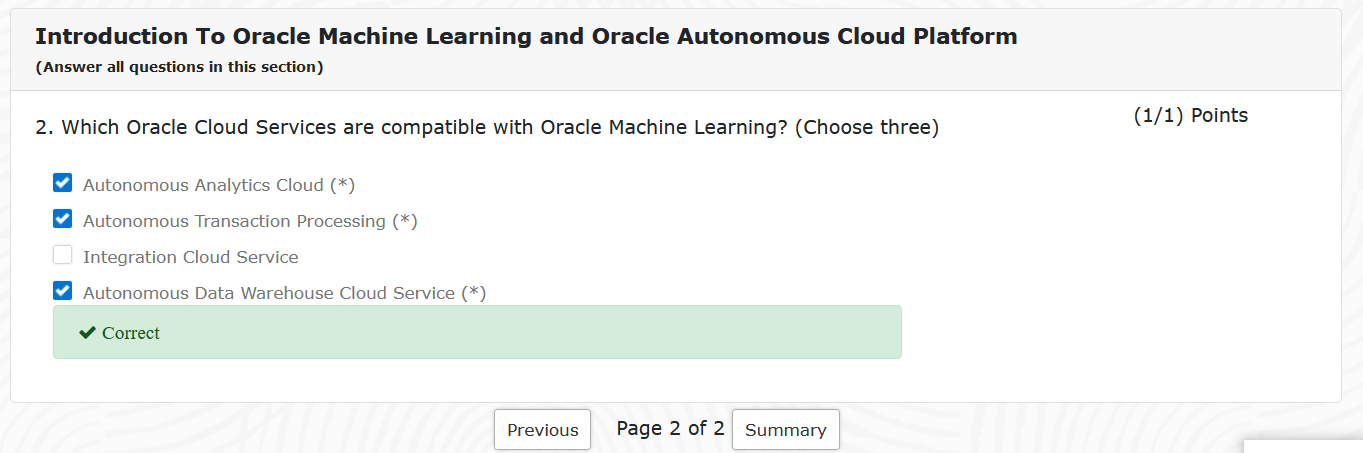 Introduction To Oracle Machine Learning and Oracle Autonomous Cloud Platform
(Answer all questions in this section)
2. Which Oracle Cloud Services are compatible with Oracle Machine Learning? (Choose three)
(1/1) Points
Autonomous Analytics Cloud (*)
Autonomous Transaction Processing (*)
Integration Cloud Service
Autonomous Data Warehouse Cloud Service (*)
Correct
Previous
Page 2 of 2
Summary